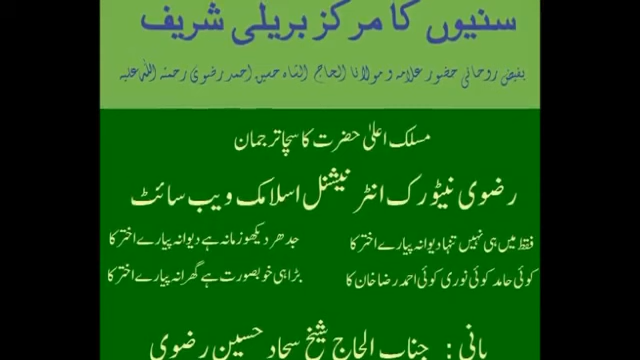 سنیوں کا مرکز بریلی شریف
بفیض روحانی حضور علامہ و مولانا الحاج الشاہ حسین احمد رضوی رحمتہ اللہ علیہ
مسلک اعلیٰ حضرت کا سچا ترجمان
رضوی نیٹورک انٹرنیشنل اسلامک ویب سائٹ
فقط میں ہی نہیں تنہا دیوانہ پیارے اختر کا جدھر دیکھو زمانہ ہے دیوانہ پیارے اختر کا
کوئی حامد کوئی نوری کوئی احمد رضا خان کا بڑا ہی خوبصورت ہے گھرانہ پیارے اختر کا
بانی : جناب الحاج شیخ سجاد حسین رضوی